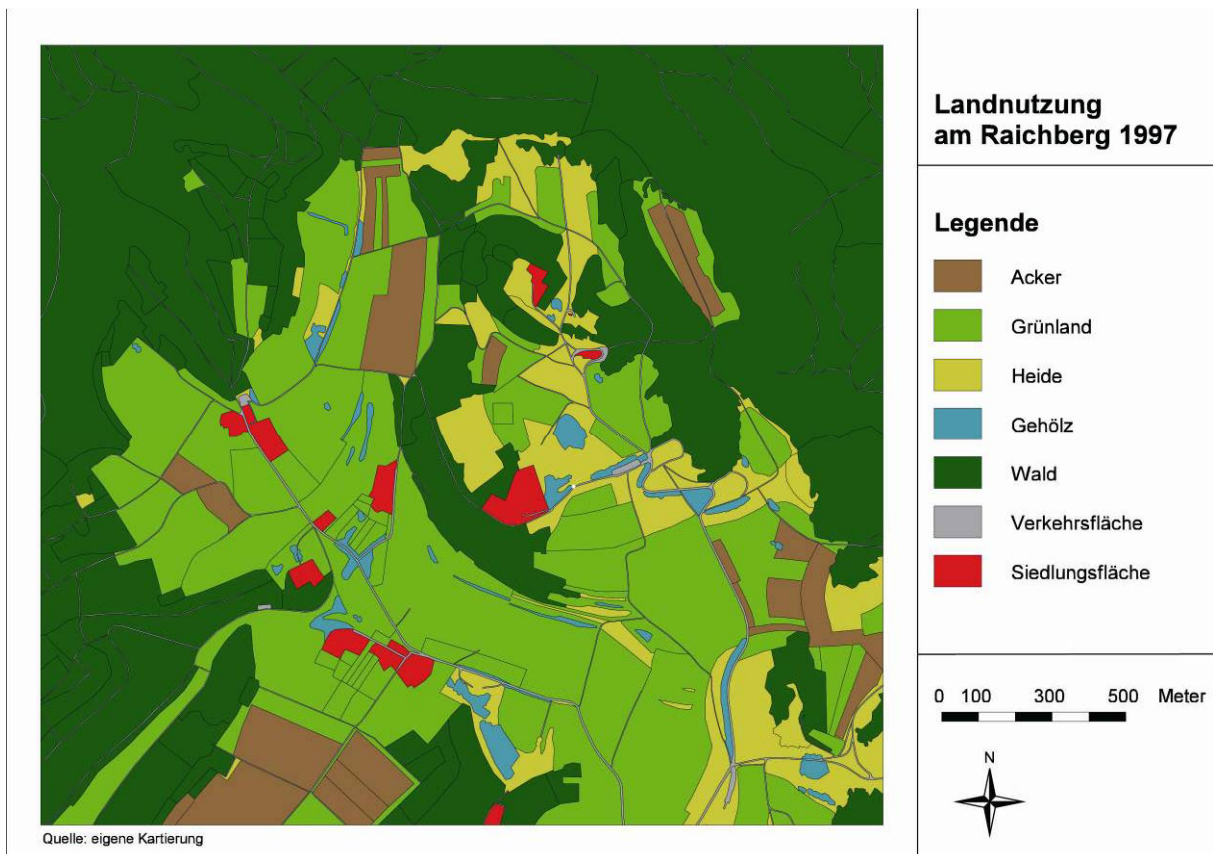 Landnutzung
am Raichberg 1997
Legende
Acker
Grünland
Heide
Gehölz
Wald
Verkehrsfläche
Siedlungsfläche
0 100 300 500 Meter
N
Quelle: eigene Kartierung